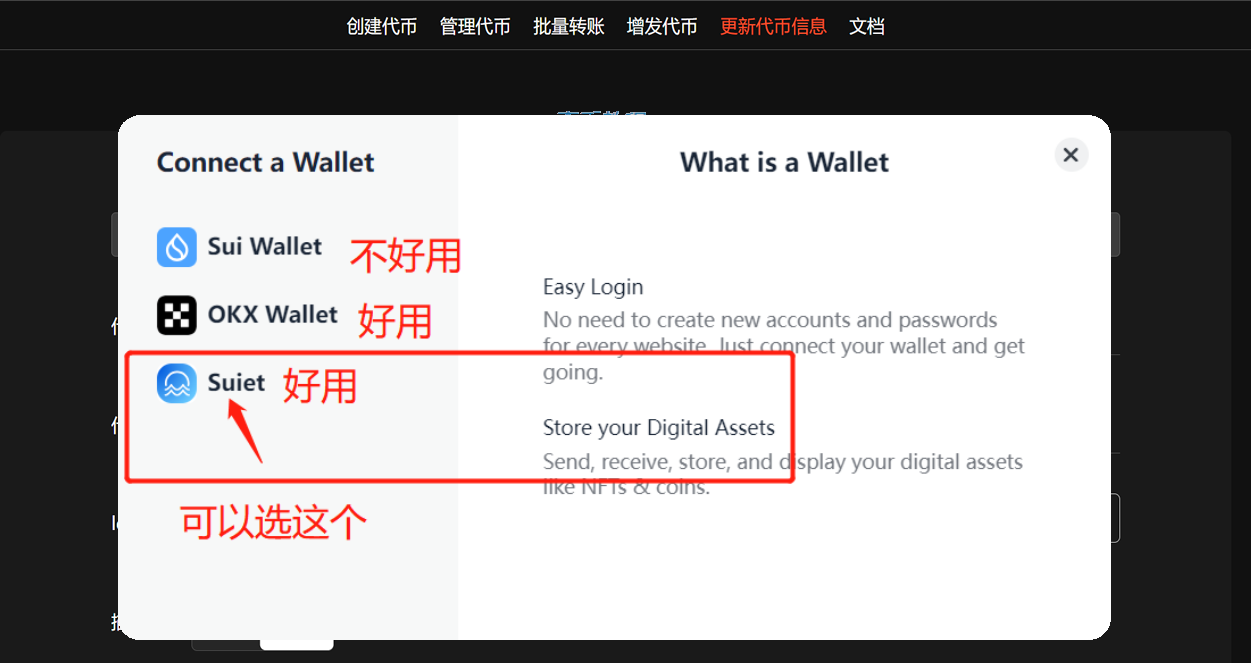 创建代币 管理代币 批量转账 增发代币 更新代币信息 文档
Connect a Wallet
Sui Wallet 不好用
OKX Wallet 好用
Suiet 好用
可以选这个
What is a Wallet
Easy Login
No need to create new accounts and passwords
for every website. Just connect your wallet and get
going.
Store your Digital Assets
Send, receive, store, and display your digital assets
like NFTs & coins.